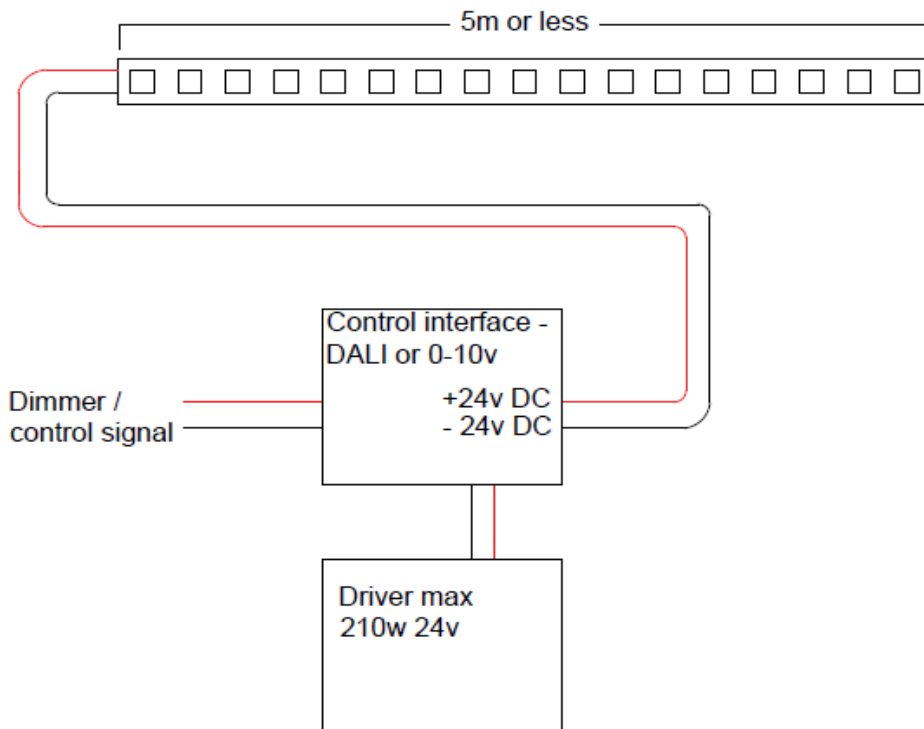 5m or less
Control interface -
DALI or 0-10v
+24v DC
- 24v DC
Dimmer /
control signal
Driver max
210w 24v